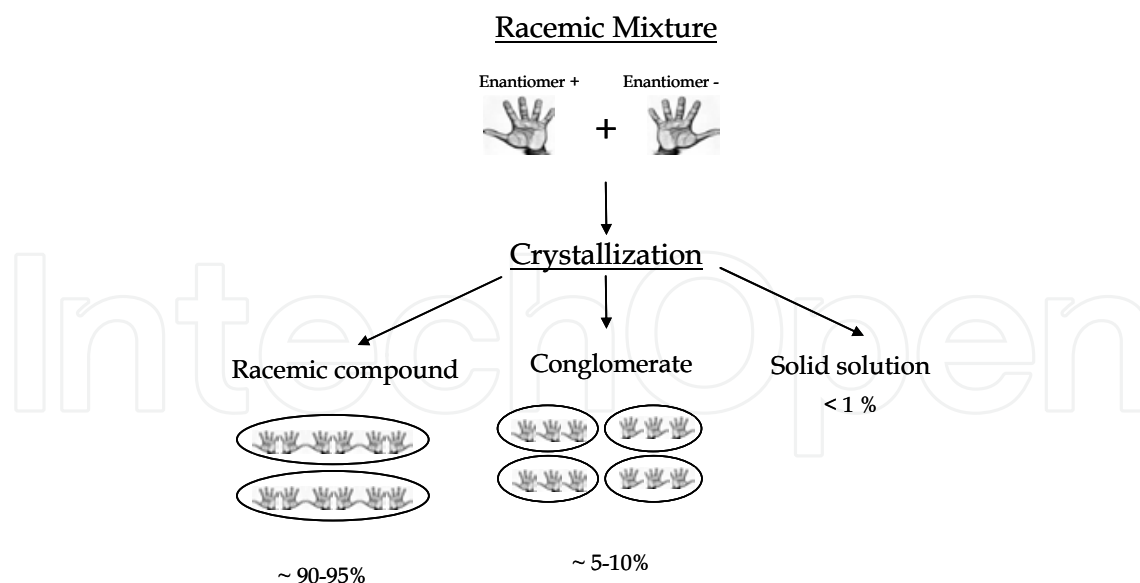 Racemic Mixture
Enantiomer +
Enantiomer -
+
Crystallization
Racemic compound
Conglomerate
Solid solution
< 1 %
~ 90-95%
~ 5-10%
IntechOpen